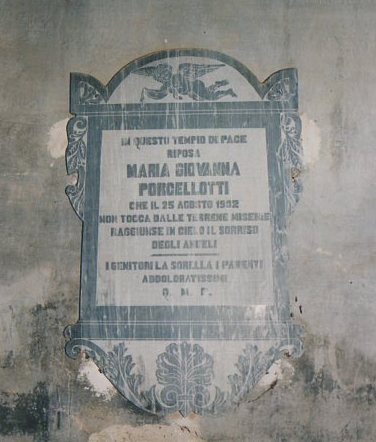 IN QUESTO TEMPIO DI PACE
RIPOSA
MARIA GIOVANNA
PORCELLOTTI
CHE IL 25 AGOSTO 1932
NON TOCCA DALLE TERRENE MISERIE
RAGGIUNSE IN CIELO IL SORRISO
DEGLI ANGELI
I GENITORI LA SORELLA I PARENTI
ADDOLORATISSIMI
Q. M. P.